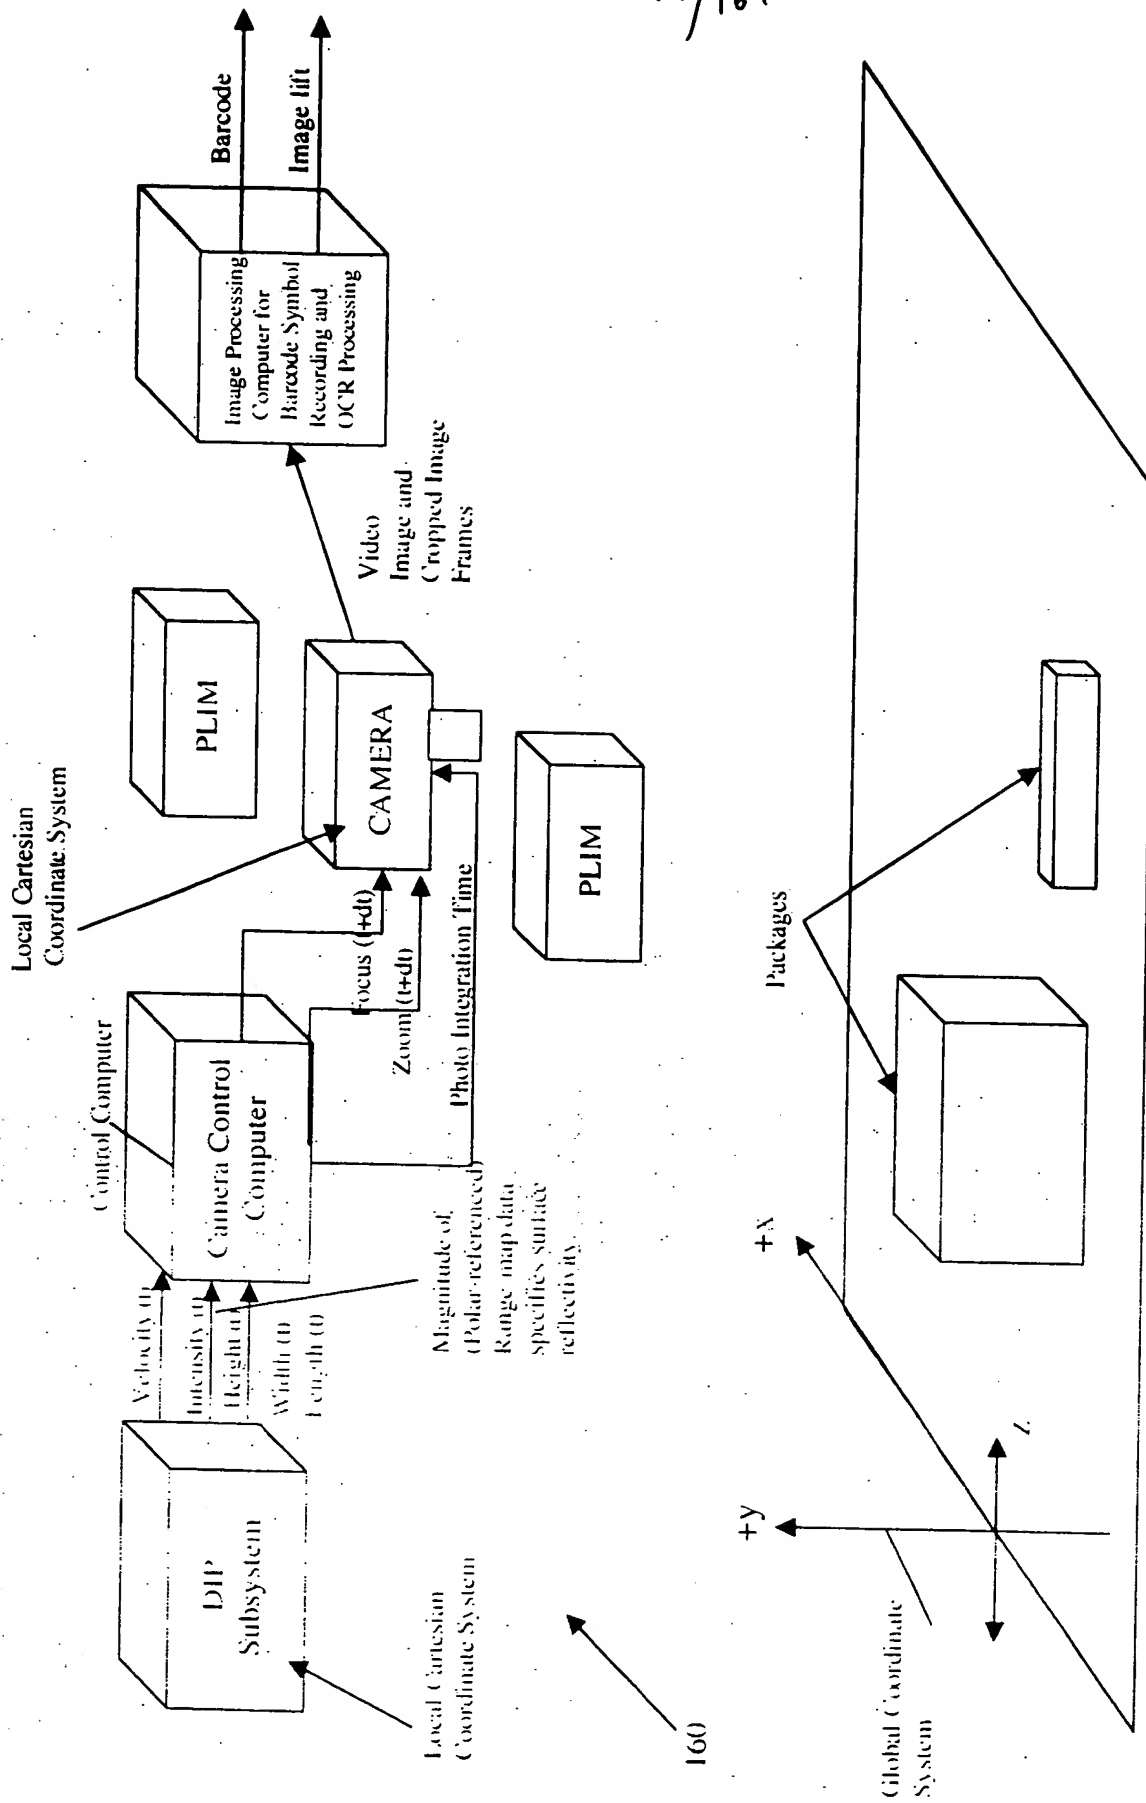 Local Cartesian
Coordinate System
Control Computer
DIP
Subsystem
Velocity (t)
Intensity (t)
Height (t)
Width (t)
Length (t)
Camera Control
Computer
Focus (t+dt)
Zoom (t+dt)
Photo Integration Time
PLIM
CAMERA
PLIM
Image Processing
Computer for
Barcode Symbol
Recording and
OCR Processing
Barcode
Image lift
Video
Image and
Cropped Image
Frames
Magnitude of
(Polar-referenced)
Range map data
specifies surface
reflectivity
Local Cartesian
Coordinate System
160
Packages
+x
+y
Z
Global Coordinate
System